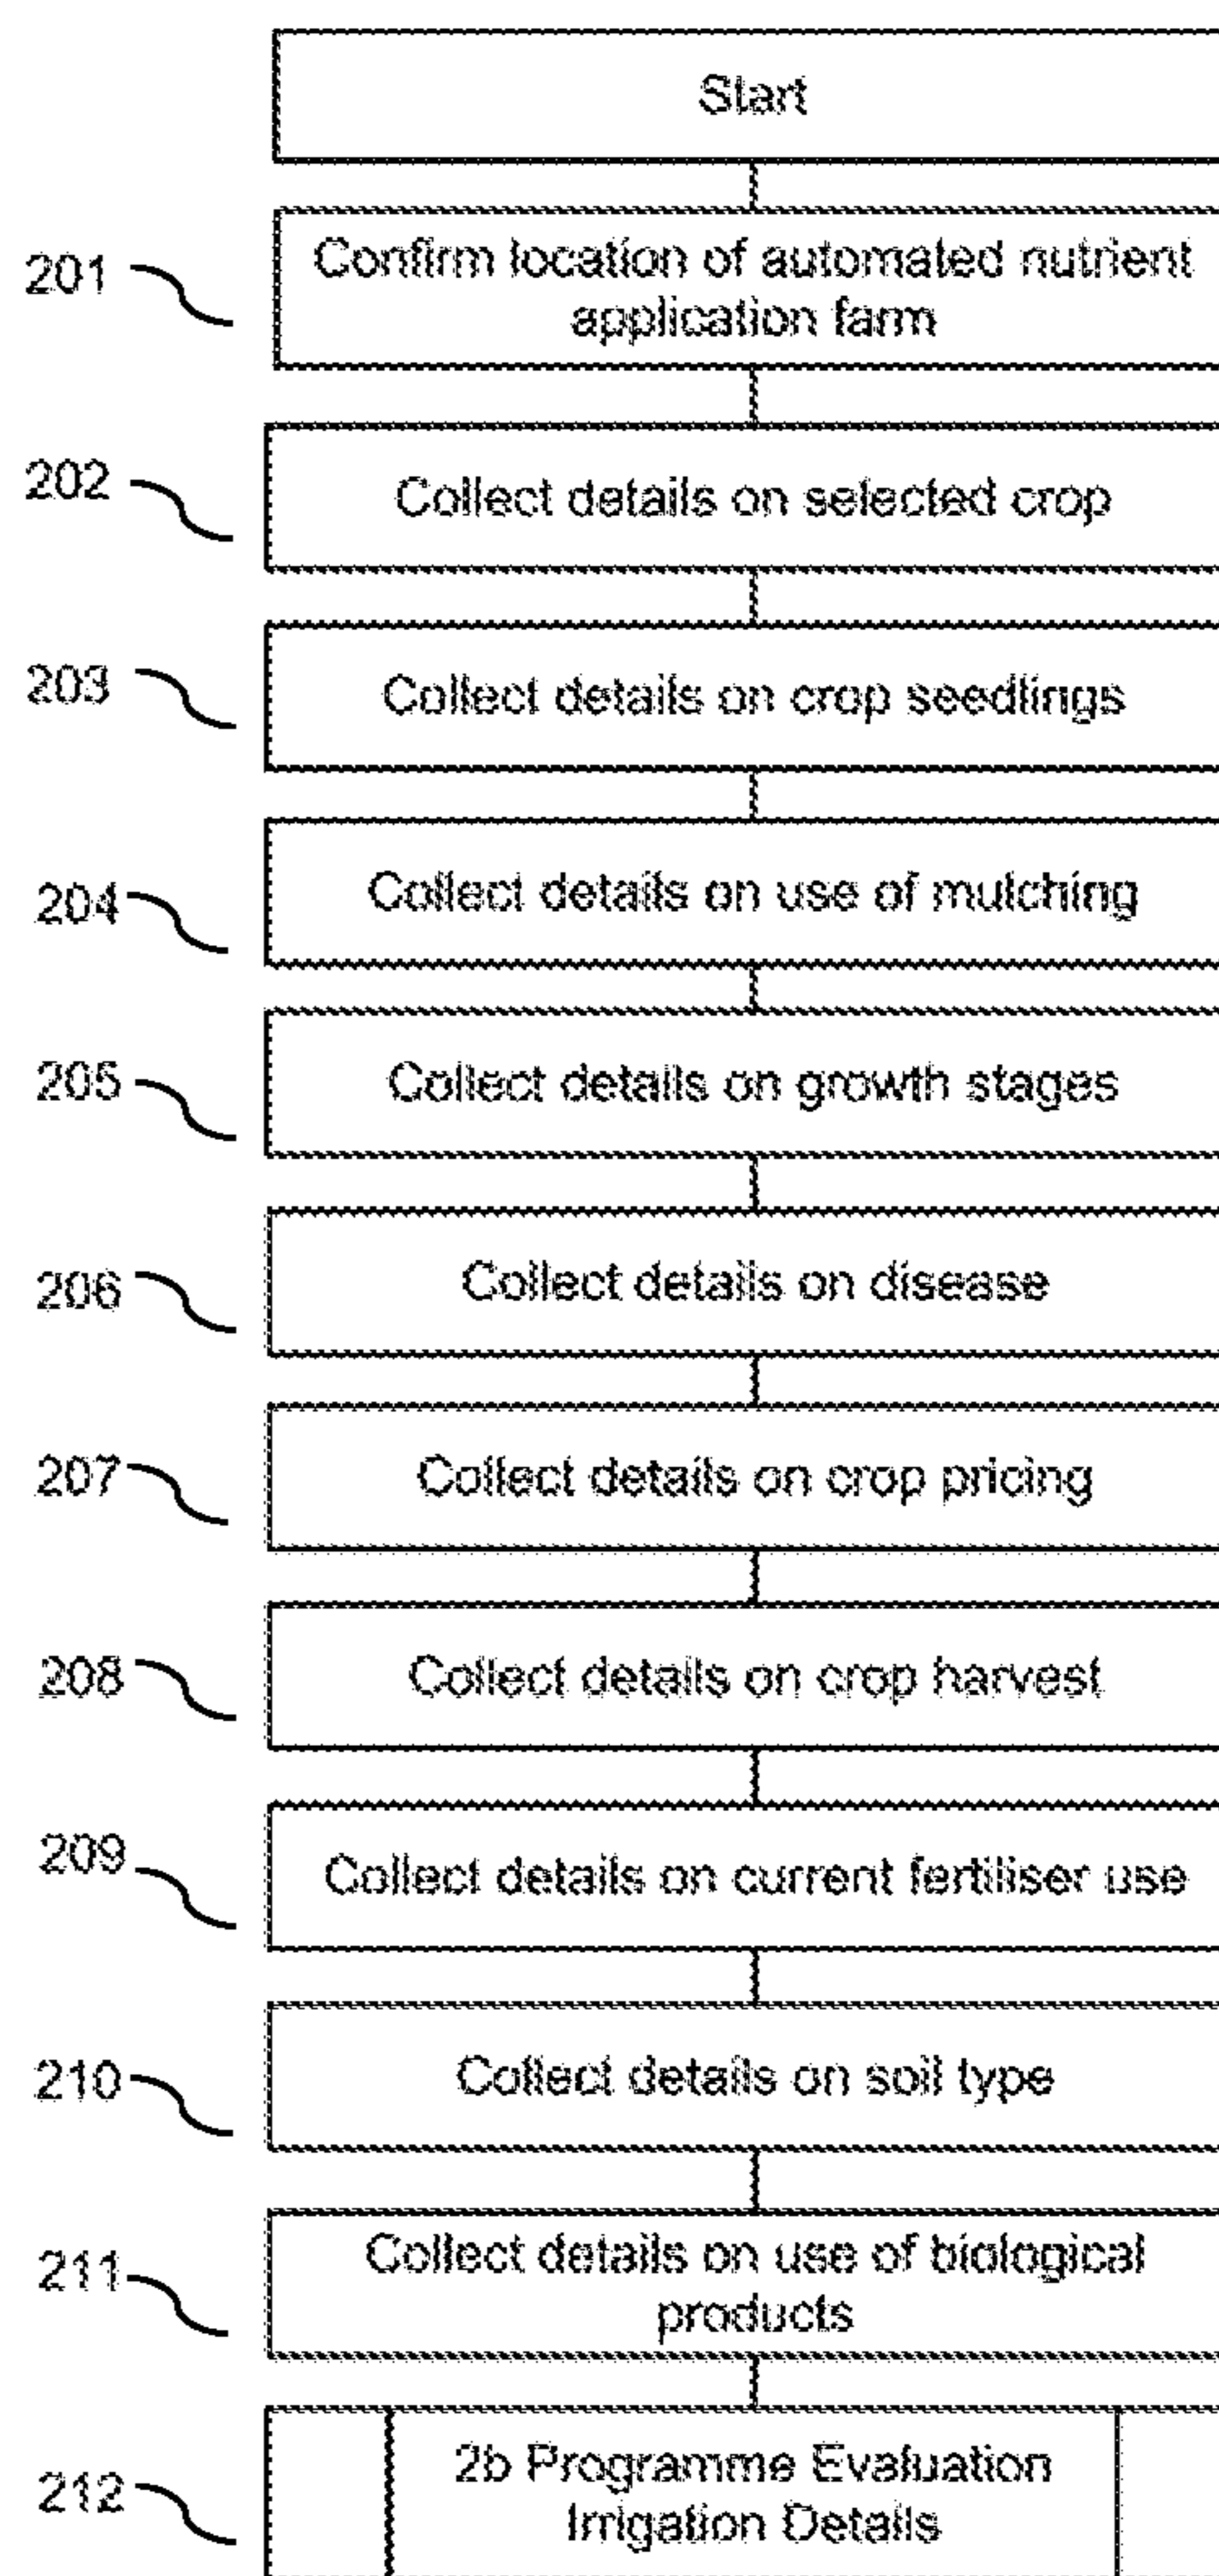 Start
201
Confirm location of automated nutrient
application farm
202
Collect details on selected crop
203
Collect details on crop seedlings
204
Collect details on use of mulching
205
Collect details on growth stages
206
Collect details on disease
207
Collect details on crop pricing
208
Collect details on crop harvest
209
Collect details on current fertiliser use
210
Collect details on soil type
211
Collect details on use of biological
products
212
2b Programme Evaluation
Irrigation Details